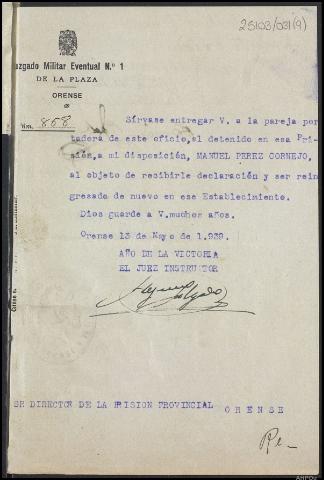 25103/031(9)
uzgado Militar Eventual N.º 1
DE LA PLAZA
ORENSE
Núm. 868
Sírvase entregar V. a la pareja por
tadora de este oficio,al detenido en esa Pri-
sión,a mi disposición, MANUEL PEREZ CORNEJO,
al objeto de recibirle declaración y ser rein
gresado de nuevo en ese Establecimiento.
Dios guarde a V.muchos años.
Orense 13 de Mayo de 1.939.
AÑO DE LA VICTORIA
EL JUEZ INSTRUCTOR
SR DIRECTOR DE LA PRISION PROVINCIAL
ORENSE